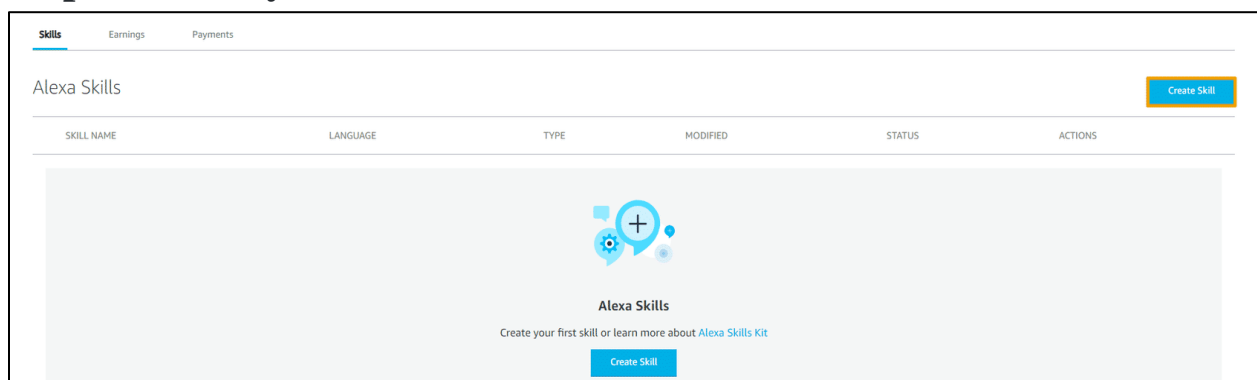 Skills Earnings Payments
Alexa Skills
Create Skill
SKILL NAME LANGUAGE TYPE MODIFIED STATUS ACTIONS
Alexa Skills
Create your first skill or learn more about Alexa Skills Kit
Create Skill